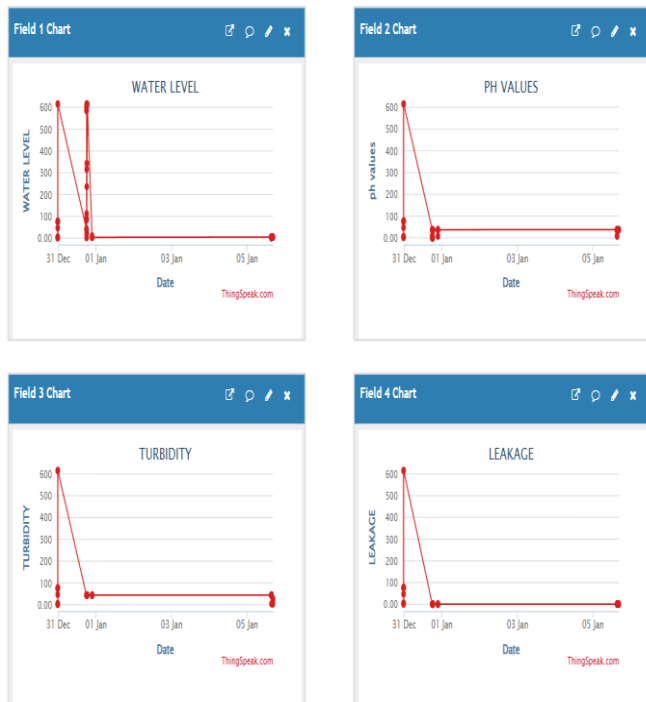 Field 1 Chart
WATER LEVEL
WATER LEVEL
600
500
400
300
200
100
0.00
31 Dec 01 Jan 03 Jan 05 Jan
Date
ThingSpeak.com
Field 2 Chart
PH VALUES
ph values
600
500
400
300
200
100
0.00
31 Dec 01 Jan 03 Jan 05 Jan
Date
ThingSpeak.com
Field 3 Chart
TURBIDITY
TURBIDITY
600
500
400
300
200
100
0.00
31 Dec 01 Jan 03 Jan 05 Jan
Date
ThingSpeak.com
Field 4 Chart
LEAKAGE
LEAKAGE
600
500
400
300
200
100
0.00
31 Dec 01 Jan 03 Jan 05 Jan
Date
ThingSpeak.com